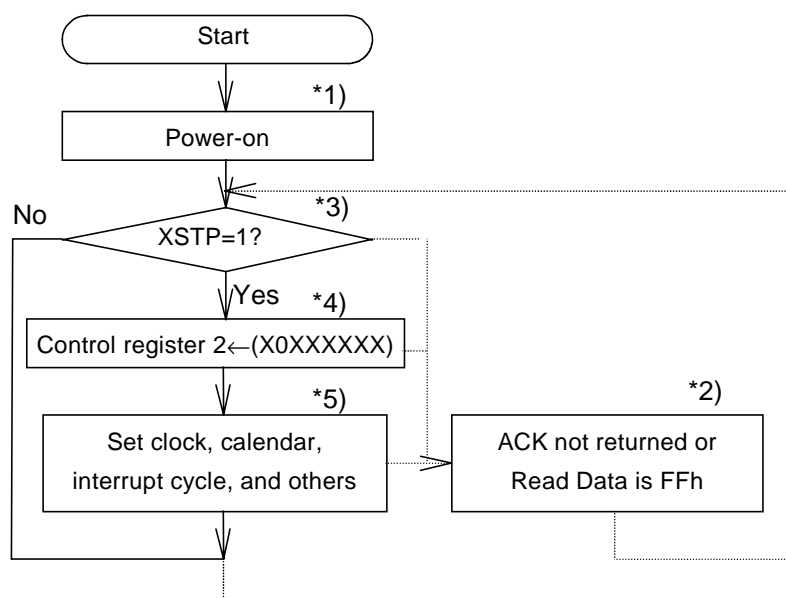 Start
*1)
Power-on
No
*3)
XSTP=1?
Yes
*4)
Control register 2←(X0XXXXXX)
*5)
Set clock, calendar,
interrupt cycle, and others
*2)
ACK not returned or
Read Data is FFh